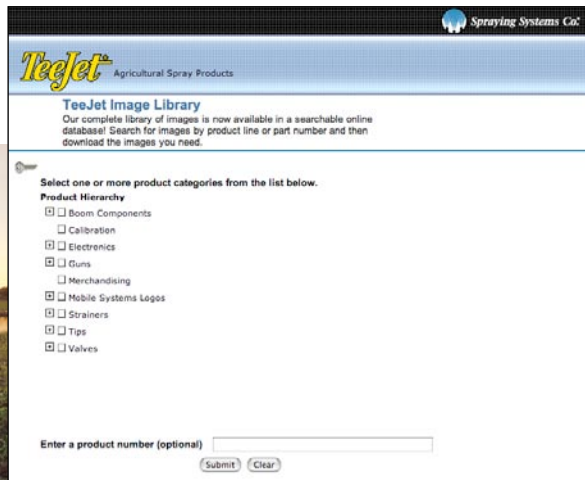 Spraying Systems Co.
TeeJet® Agricultural Spray Products
TeeJet Image Library
Our complete library of images is now available in a searchable online
database! Search for images by product line or part number and then
download the images you need.
Select one or more product categories from the list below.
Product Hierarchy
Boom Components
Calibration
Electronics
Guns
Merchandising
Mobile Systems Logos
Strainers
Tips
Valves
Enter a product number (optional)
Submit Clear